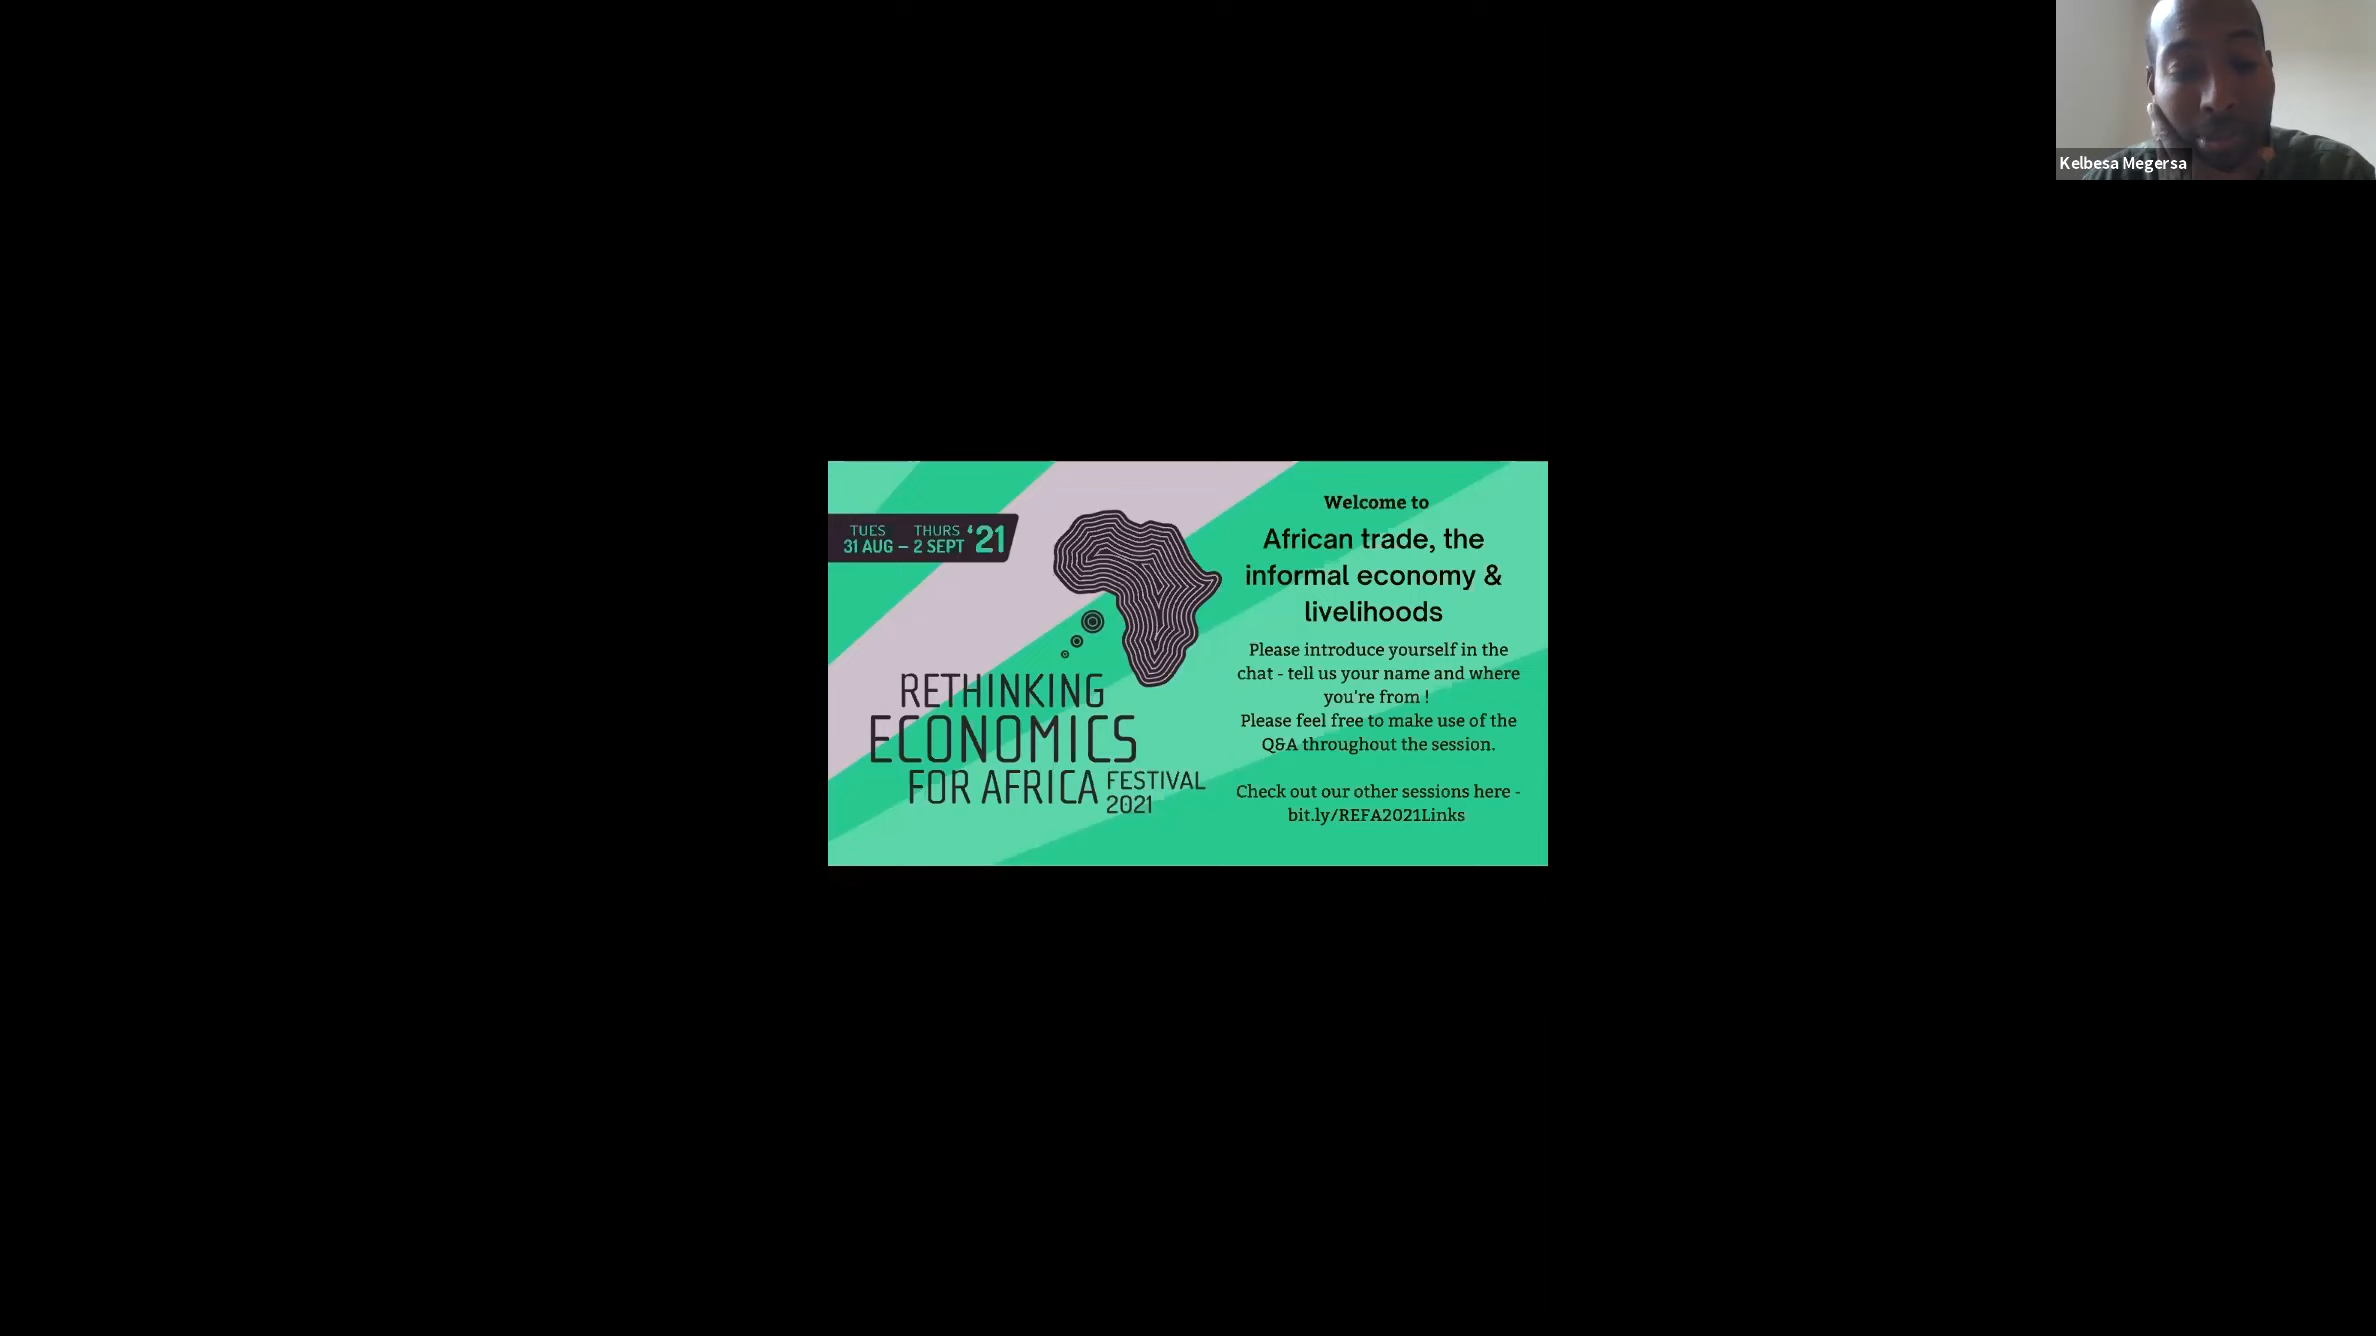 Kelbesa Megersa
TUES THURS '21
31 AUG – 2 SEPT
RETHINKING
ECONOMICS
FOR AFRICA FESTIVAL
2021
Welcome to
African trade, the
informal economy &
livelihoods
Please introduce yourself in the
chat - tell us your name and where
you're from !
Please feel free to make use of the
Q&A throughout the session.
Check out our other sessions here -
bit.ly/REFA2021Links